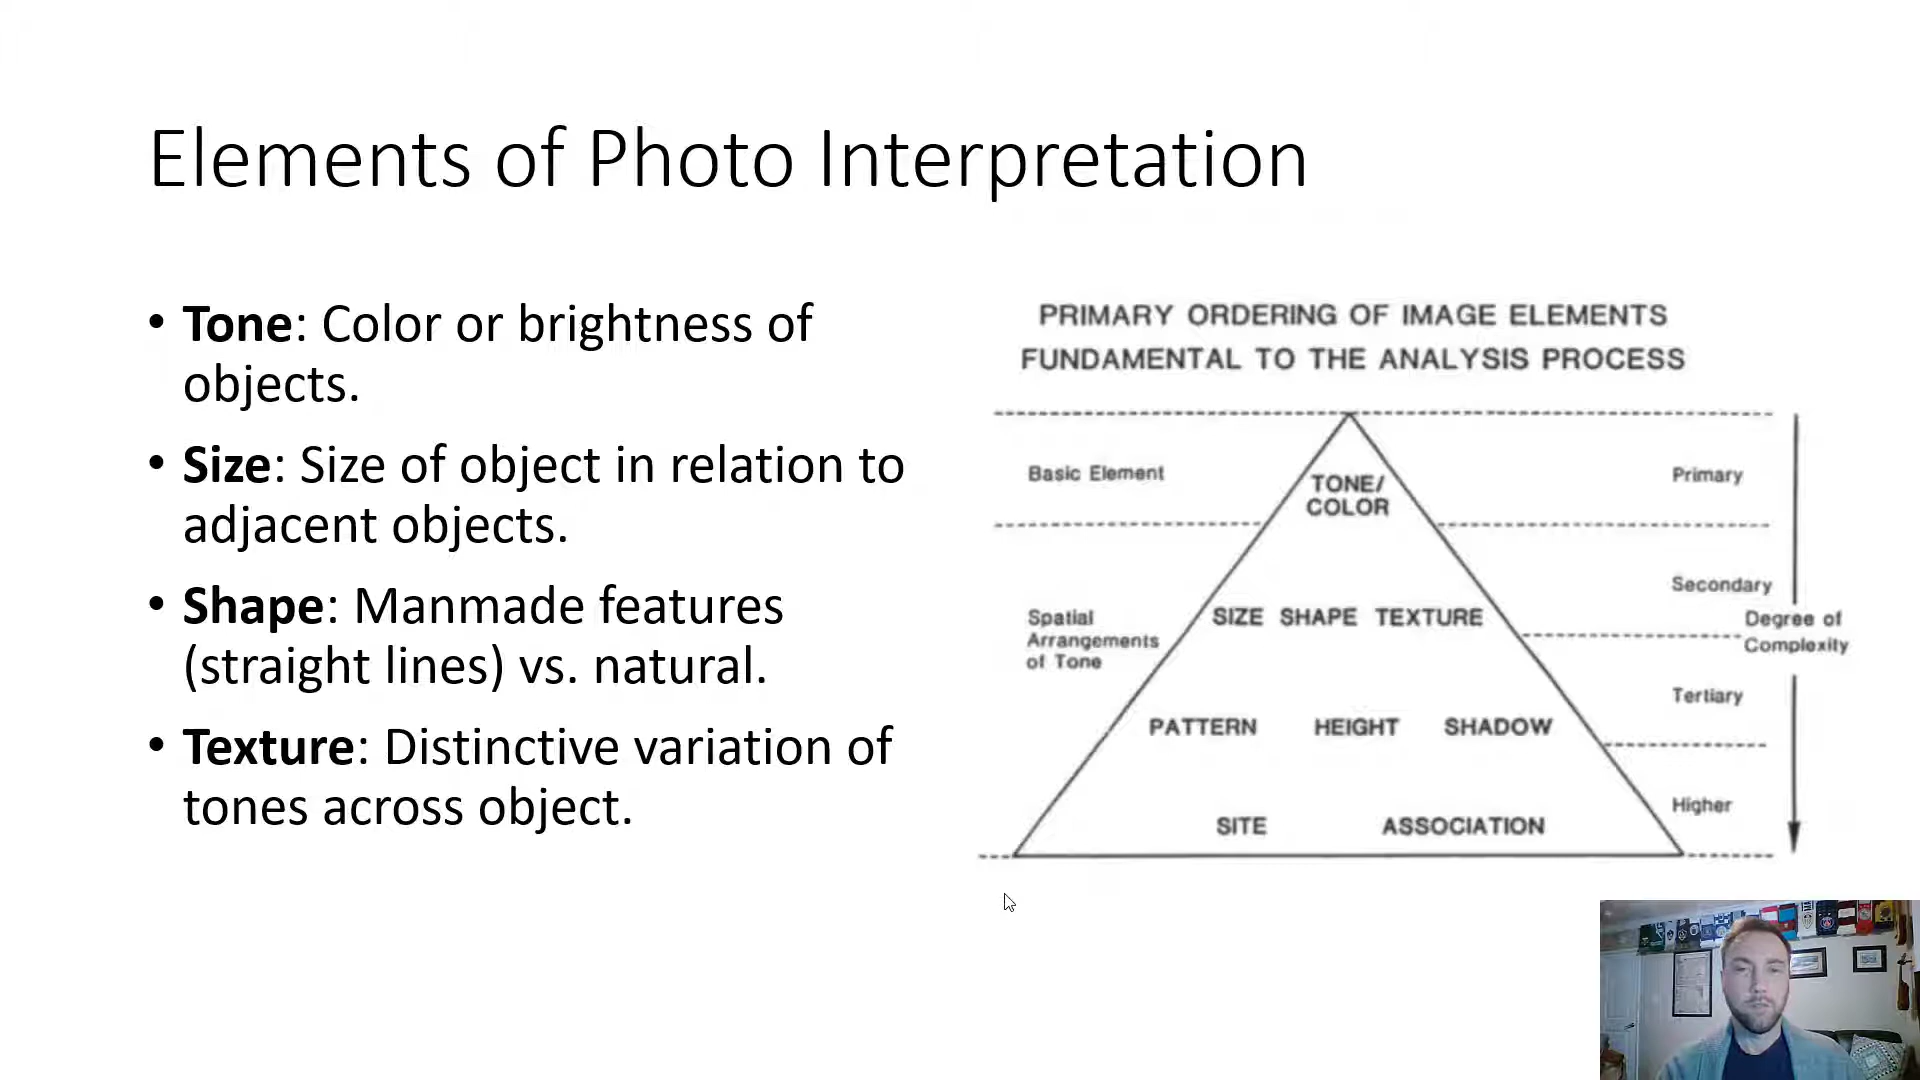 Elements of Photo Interpretation
• Tone: Color or brightness of
objects.
• Size: Size of object in relation to
adjacent objects.
• Shape: Manmade features
(straight lines) vs. natural.
• Texture: Distinctive variation of
tones across object.
PRIMARY ORDERING OF IMAGE ELEMENTS
FUNDAMENTAL TO THE ANALYSIS PROCESS
Basic Element
TONE/
COLOR
Primary
Spatial
Arrangements
of Tone
SIZE SHAPE TEXTURE
Secondary
Degree of
Complexity
PATTERN HEIGHT SHADOW
Tertiary
SITE ASSOCIATION
Higher